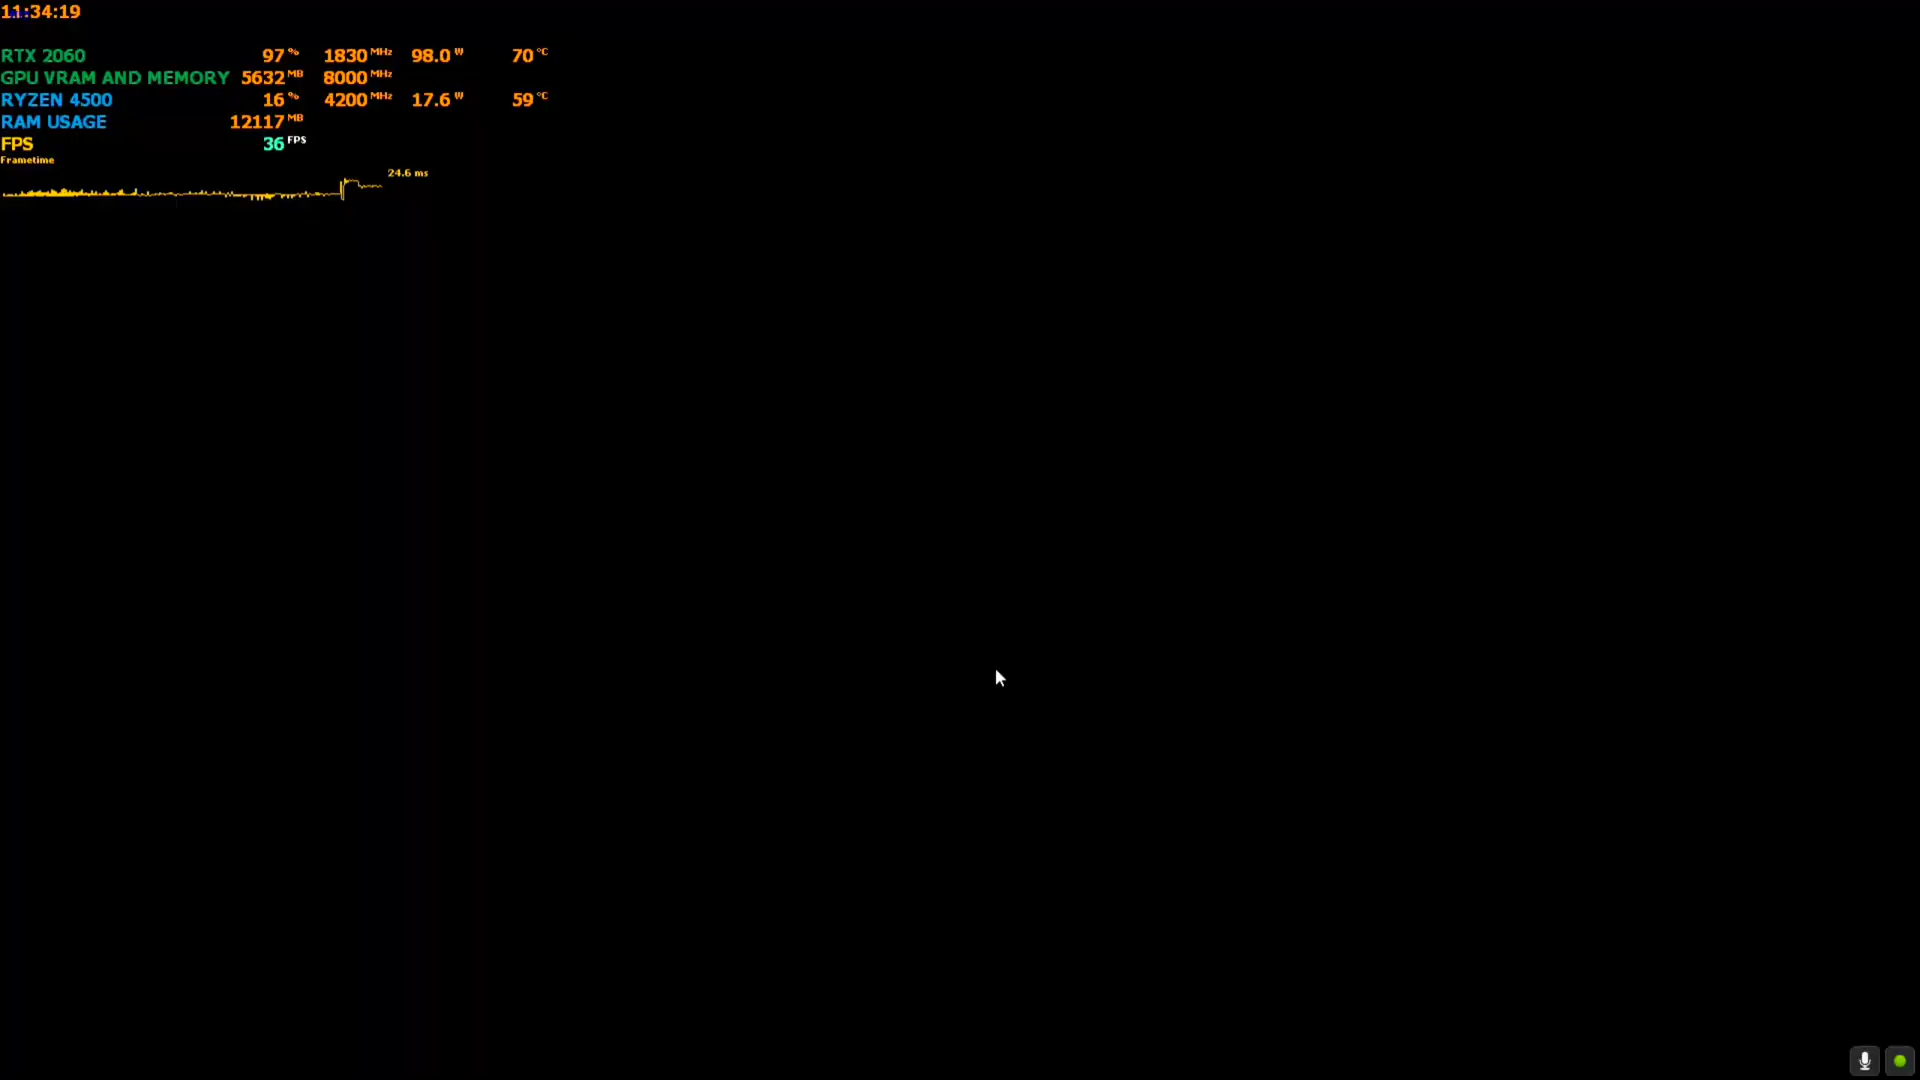 11:34:19
RTX 2060 97 % 1830 MHz 98.0 W 70 °C
GPU VRAM AND MEMORY 5632 MB 8000 MHz
RYZEN 4500 16 % 4200 MHz 17.6 W 59 °C
RAM USAGE 12117 MB
FPS 36 FPS
Frametime
24.6 ms